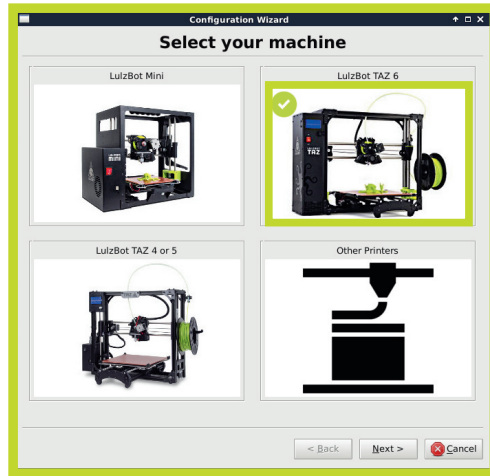 Configuration Wizard
Select your machine
LulzBot Mini
LulzBot TAZ 6
TAZ
LulzBot TAZ 4 or 5
Other Printers
< Back
Next >
Cancel